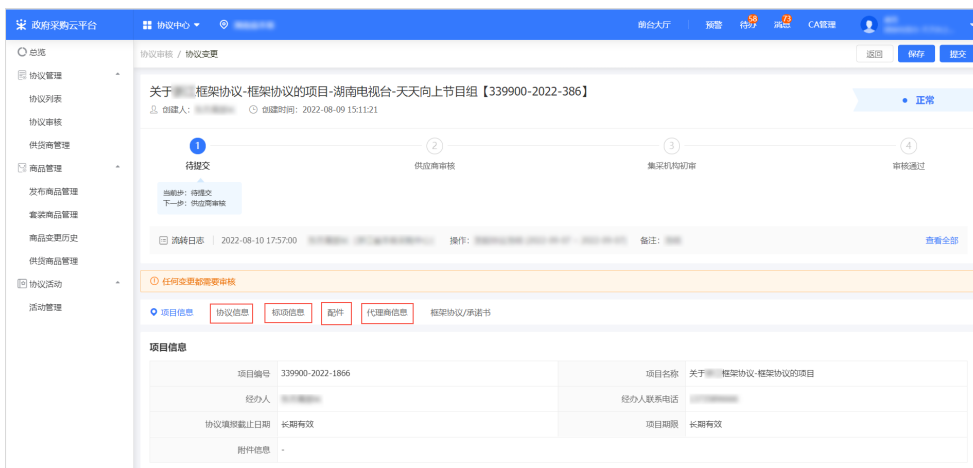 政府采购云平台
协议中心
前台大厅 预警 待办 58 消息 73 CA管理
总览
协议管理
协议列表
协议审核
供货商管理
商品管理
发布商品管理
套装商品管理
商品变更历史
供货商品管理
协议活动
活动管理
协议审核 / 协议变更
返回 保存 提交
关于 框架协议-框架协议的项目-湖南电视台-天天向上节目组【339900-2022-386】
创建人： 创建时间：2022-08-09 15:11:21
正常
1 2 3 4
待提交 供应商审核 集采机构初审 审核通过
当前步：待提交
下一步：供应商审核
流转日志 2022-08-10 17:57:00 操作： 备注： 查看全部
任何变更都需要审核
项目信息 协议信息 标项信息 配件 代理商信息 框架协议/承诺书
项目信息
项目编号 339900-2022-1866 项目名称 关于 框架协议-框架协议的项目
经办人 经办人联系电话
协议填报截止日期 长期有效 项目期限 长期有效
附件信息 -